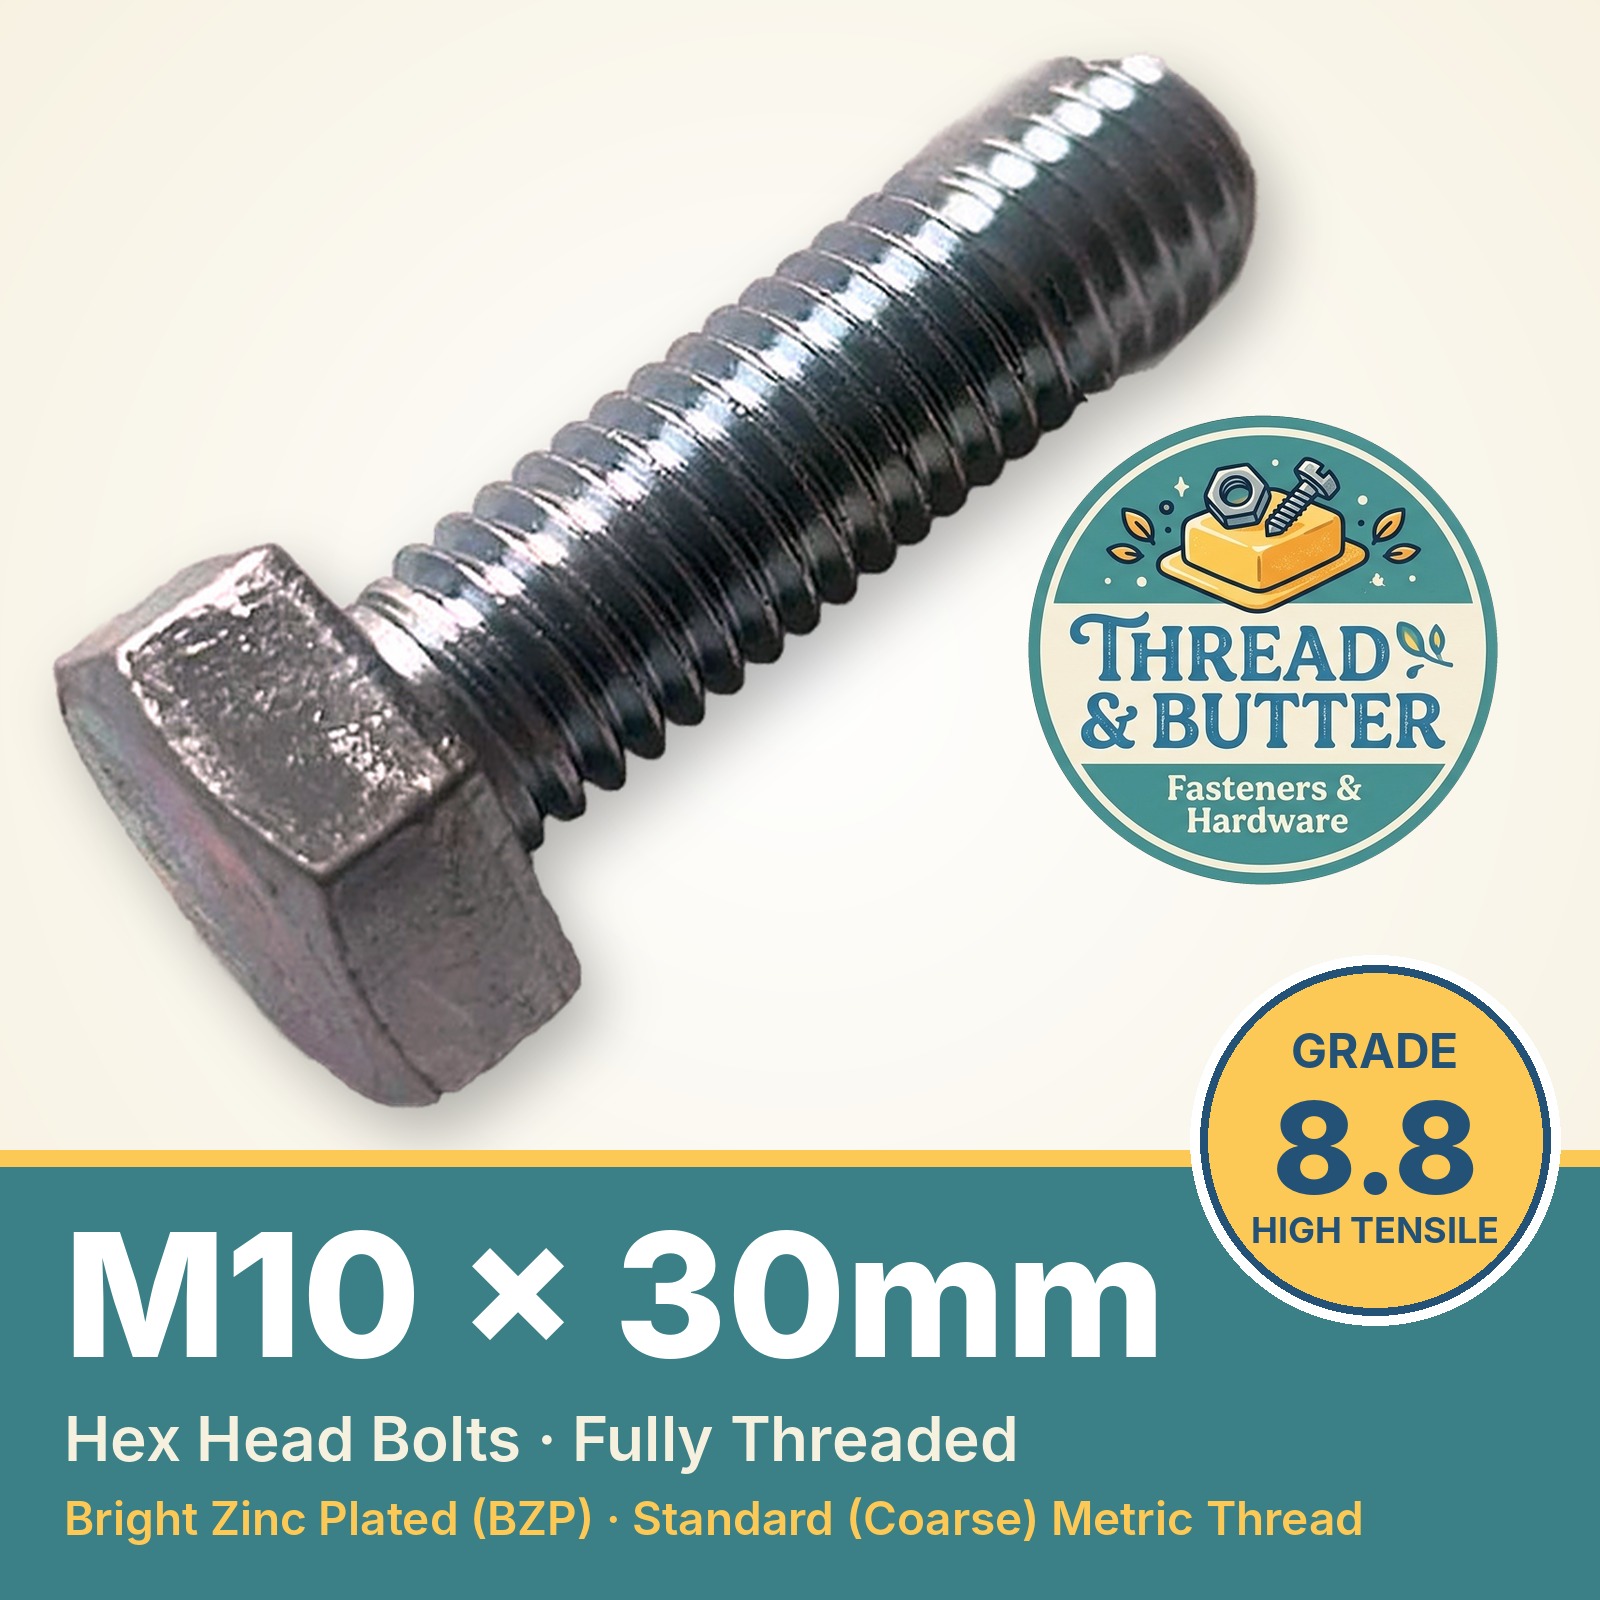 THREAD
& BUTTER
Fasteners &
Hardware
GRADE
8.8
HIGH TENSILE
M10 × 30mm
Hex Head Bolts · Fully Threaded
Bright Zinc Plated (BZP) · Standard (Coarse) Metric Thread